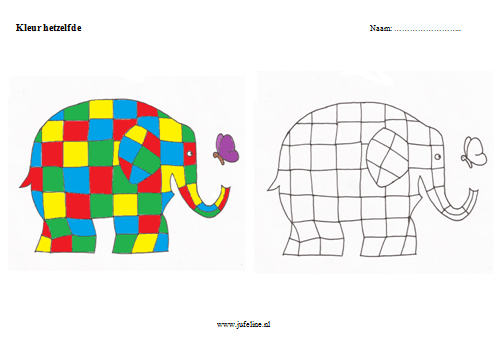 Kleur hetzelfde
Naam: ……………………..
www.jufeline.nl